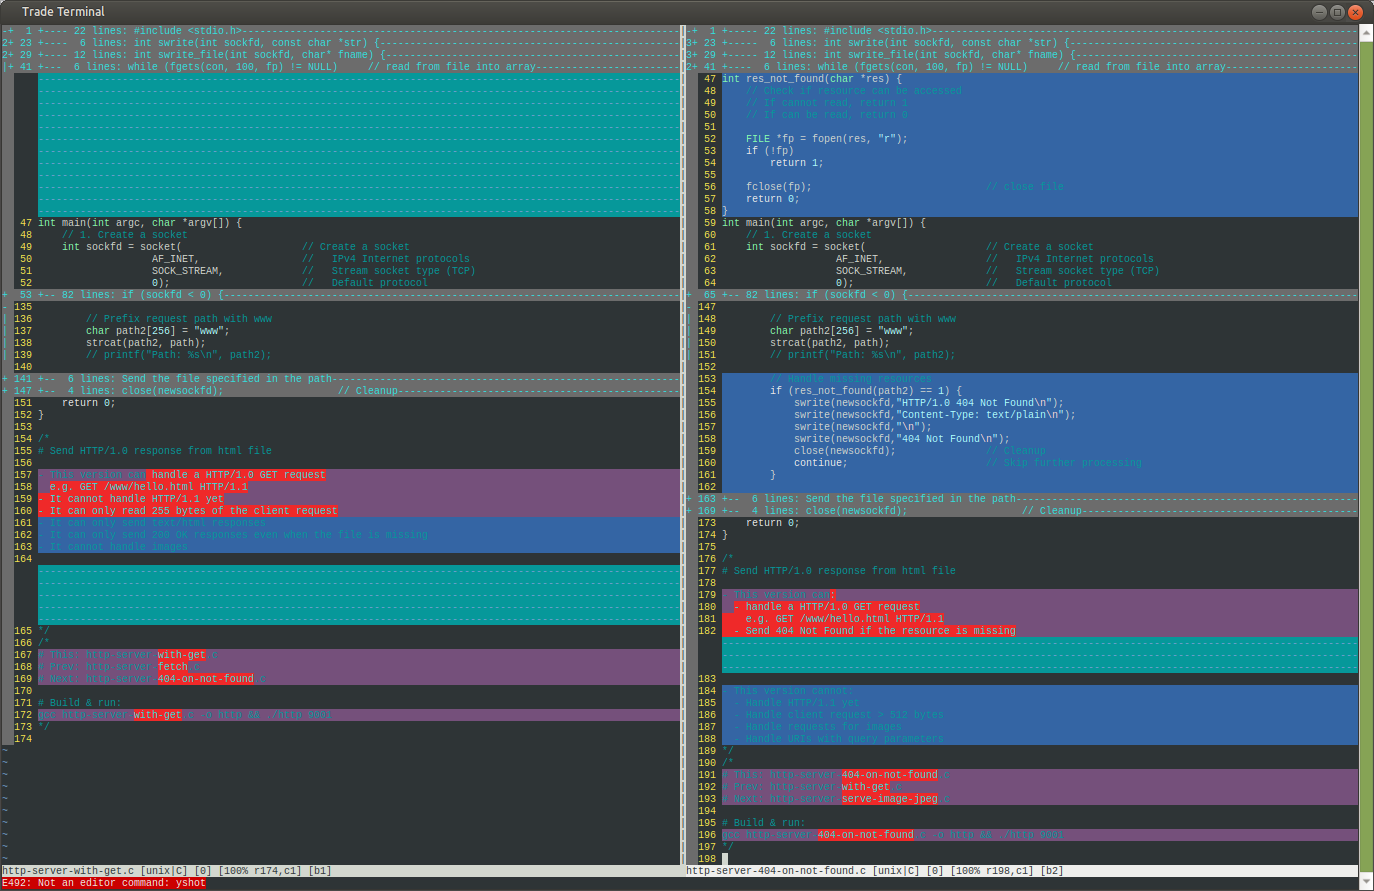 Trade Terminal
-+  1 +---- 22 lines: #include <stdio.h>
2+ 23 +----  6 lines: int swrite(int sockfd, const char *str) {
2+ 29 +---- 12 lines: int swrite_file(int sockfd, char* fname) {
|+ 41 +---  6 lines: while (fgets(con, 100, fp) != NULL)     // read from file into array
47 int main(int argc, char *argv[]) {
48     // 1. Create a socket
49     int sockfd = socket(                    // Create a socket
50                    AF_INET,                 //   IPv4 Internet protocols
51                    SOCK_STREAM,             //   Stream socket type (TCP)
52                    0);                      //   Default protocol
+  53 +-- 82 lines: if (sockfd < 0) {
- 135
| 136         // Prefix request path with www
| 137         char path2[256] = "www";
| 138         strcat(path2, path);
| 139         // printf("Path: %s\n", path2);
140
+ 141 +--  6 lines: Send the file specified in the path
+ 147 +--  4 lines: close(newsockfd);                   // Cleanup
151     return 0;
152 }
153
154 /*
155 # Send HTTP/1.0 response from html file
156
157 - This version can handle a HTTP/1.0 GET request
158   e.g. GET /www/hello.html HTTP/1.1
159 - It cannot handle HTTP/1.1 yet
160 - It can only read 255 bytes of the client request
161 - It can only send text/html responses
162 - It can only send 200 OK responses even when the file is missing
163 - It cannot handle images
164
165 */
166 /*
167 # This: http-server-with-get.c
168 # Prev: http-server-fetch.c
169 # Next: http-server-404-on-not-found.c
170
171 # Build & run:
172 gcc http-server-with-get.c -o http && ./http 9001
173 */
174
~
~
~
~
~
~
~
~
~
~
http-server-with-get.c [unix|C] [0] [100% r174,c1] [b1]
E492: Not an editor command: yshot
-+  1 +----  22 lines: #include <stdio.h>
3+ 23 +----   6 lines: int swrite(int sockfd, const char *str) {
3+ 29 +----  12 lines: int swrite_file(int sockfd, char* fname) {
2+ 41 +----  6 lines: while (fgets(con, 100, fp) != NULL)     // read from file into array
47 int res_not_found(char *res) {
48     // Check if resource can be accessed
49     // If cannot read, return 1
50     // If can be read, return 0
51
52     FILE *fp = fopen(res, "r");
53     if (!fp)
54         return 1;
55
56     fclose(fp);                             // close file
57     return 0;
58 }
59 int main(int argc, char *argv[]) {
60     // 1. Create a socket
61     int sockfd = socket(                    // Create a socket
62                    AF_INET,                 //   IPv4 Internet protocols
63                    SOCK_STREAM,             //   Stream socket type (TCP)
64                    0);                      //   Default protocol
+  65 +-- 82 lines: if (sockfd < 0) {
- 147
| 148         // Prefix request path with www
| 149         char path2[256] = "www";
| 150         strcat(path2, path);
| 151         // printf("Path: %s\n", path2);
152
153         // Handle missing resources
154         if (res_not_found(path2) == 1) {
155             swrite(newsockfd,"HTTP/1.0 404 Not Found\n");
156             swrite(newsockfd,"Content-Type: text/plain\n");
157             swrite(newsockfd,"\n");
158             swrite(newsockfd,"404 Not Found\n");
159             close(newsockfd);               // Cleanup
160             continue;                       // Skip further processing
161         }
162
+ 163 +--  6 lines: Send the file specified in the path
+ 169 +--  4 lines: close(newsockfd);                   // Cleanup
173     return 0;
174 }
175
176 /*
177 # Send HTTP/1.0 response from html file
178
179 - This version can:
180   - handle a HTTP/1.0 GET request
181     e.g. GET /www/hello.html HTTP/1.1
182   - Send 404 Not Found if the resource is missing
183
184 - This version cannot:
185   - Handle HTTP/1.1 yet
186   - Handle client request > 512 bytes
187   - Handle requests for images
188   - Handle URIs with query parameters
189 */
190 /*
191 # This: http-server-404-on-not-found.c
192 # Prev: http-server-with-get.c
193 # Next: http-server-serve-image-jpeg.c
194
195 # Build & run:
196 gcc http-server-404-on-not-found.c -o http && ./http 9001
197 */
198
http-server-404-on-not-found.c [unix|C] [0] [100% r198,c1] [b2]